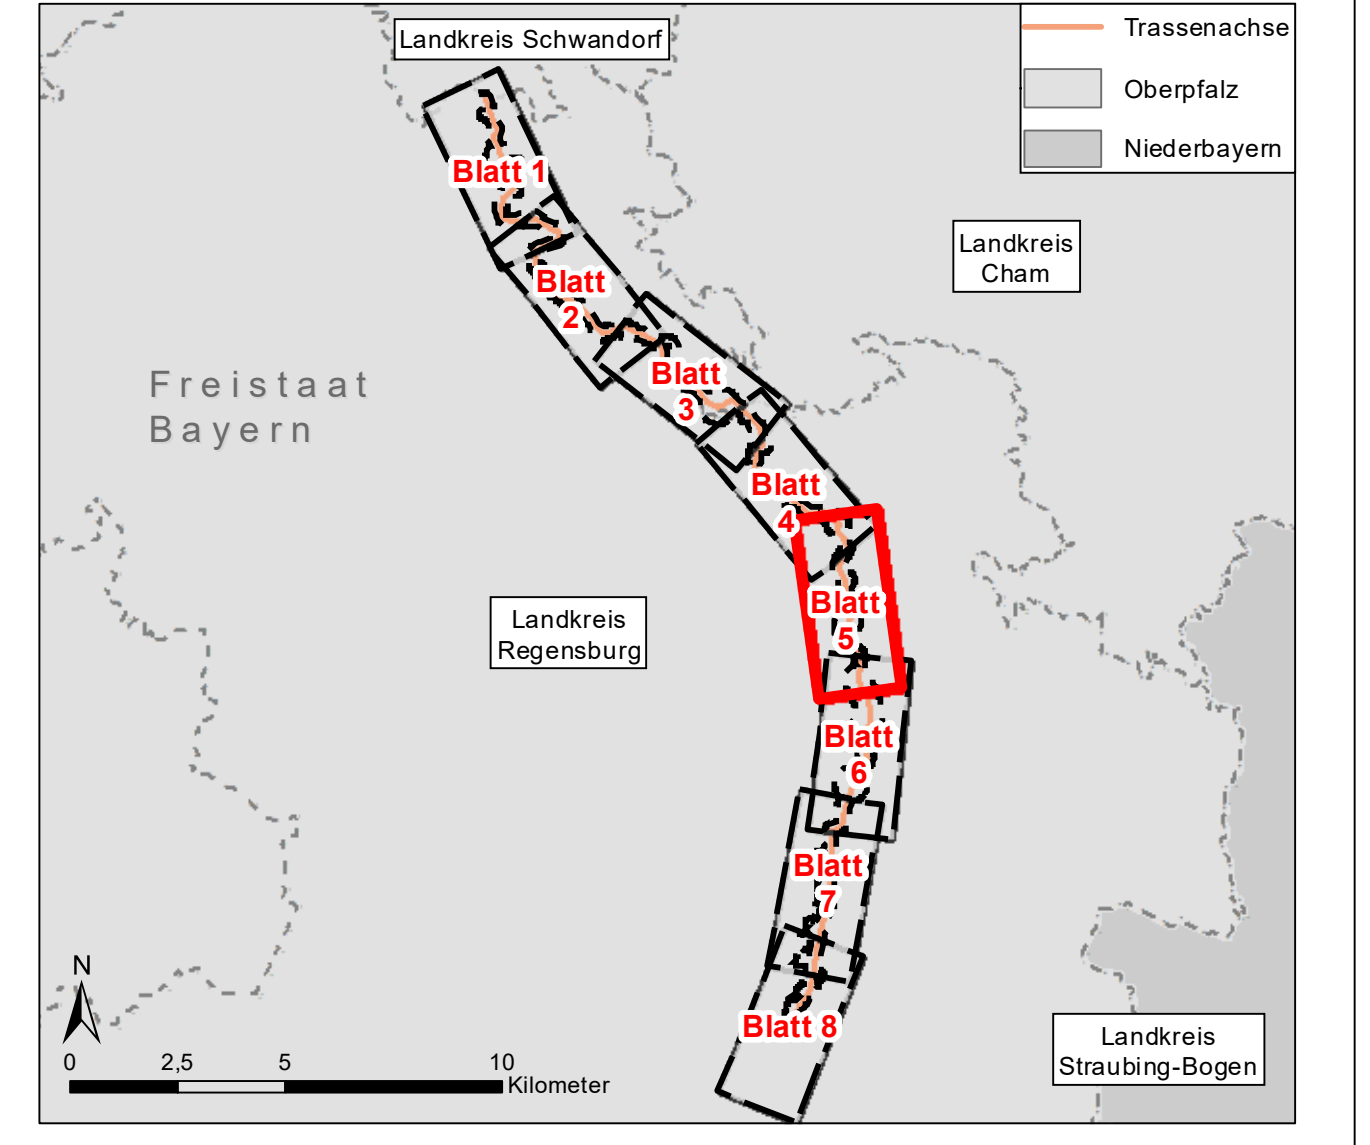 Landkreis Schwandorf
Trassenachse
Oberpfalz
Niederbayern
Blatt 1
Landkreis
Cham
Blatt
2
Freistaat
Bayern
Blatt
3
Blatt
4
Landkreis
Regensburg
Blatt
5
Blatt
6
Blatt
7
Blatt 8
N
0 2,5 5 10
Kilometer
Landkreis
Straubing-Bogen